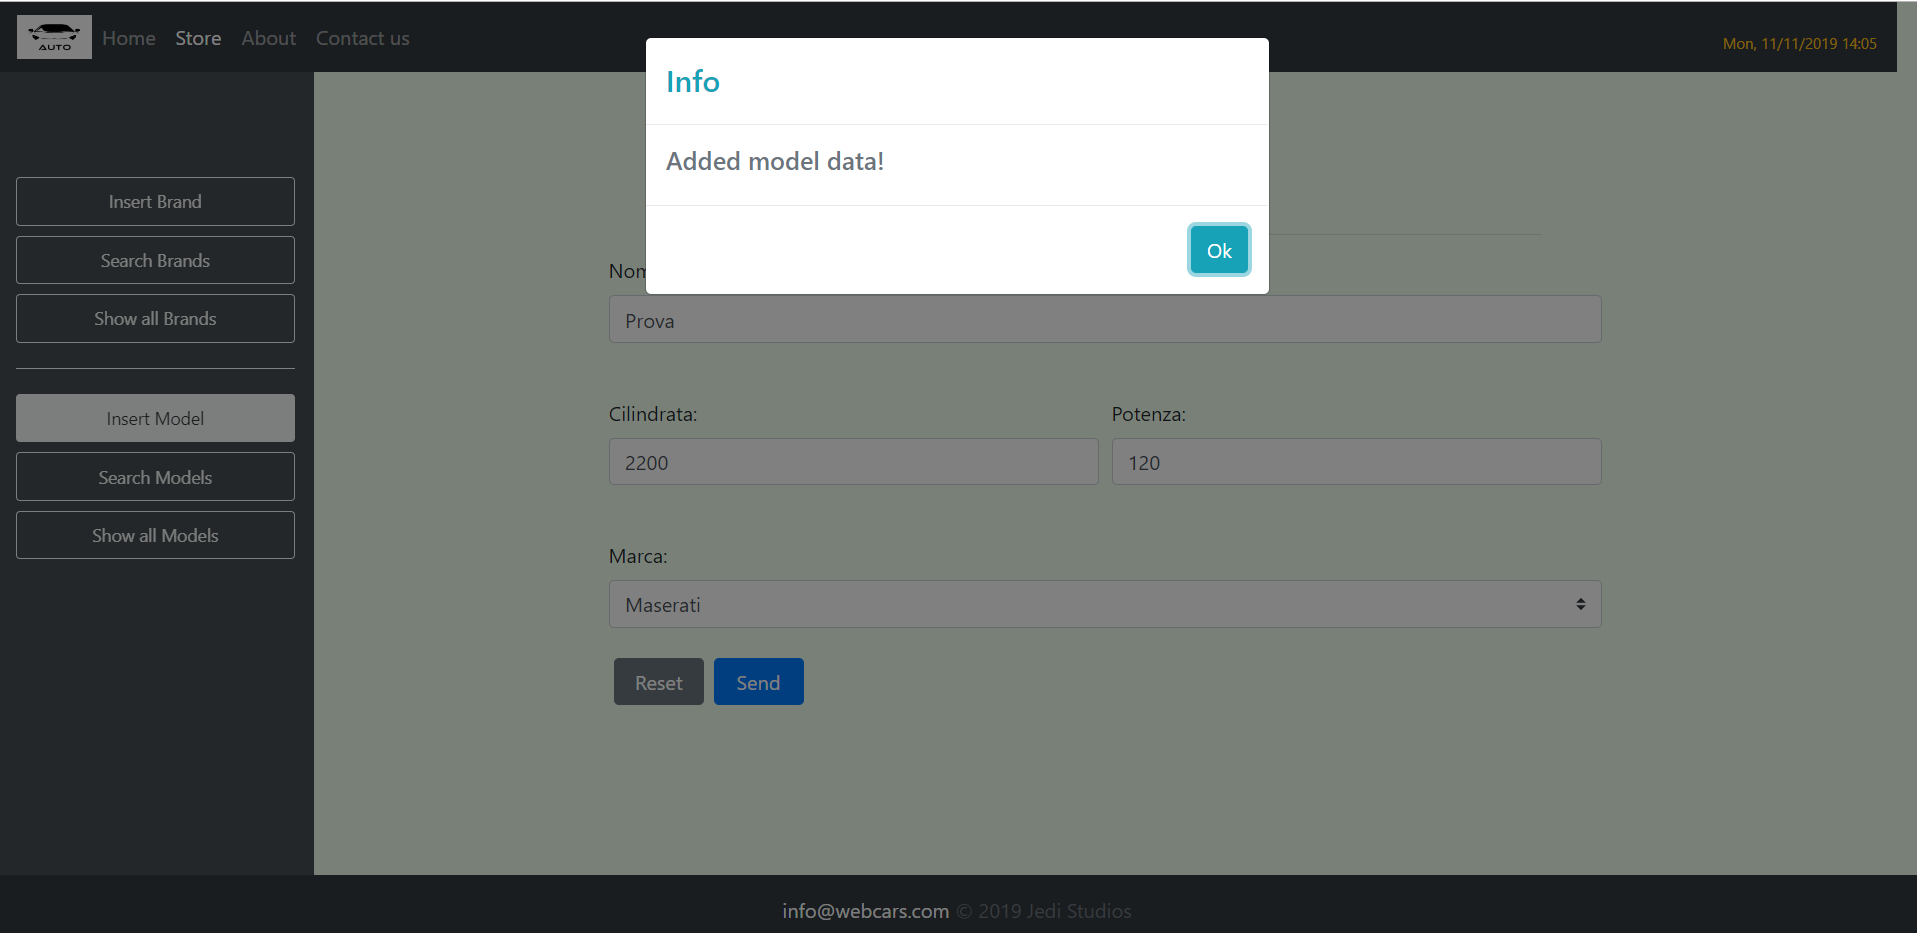 AUTO
Home Store About Contact us
Mon, 11/11/2019 14:05
Info
Added model data!
Ok
Insert Brand
Search Brands
Show all Brands
Insert Model
Search Models
Show all Models
Nom
Prova
Cilindrata:
Potenza:
2200
120
Marca:
Maserati
Reset Send
info@webcars.com © 2019 Jedi Studios